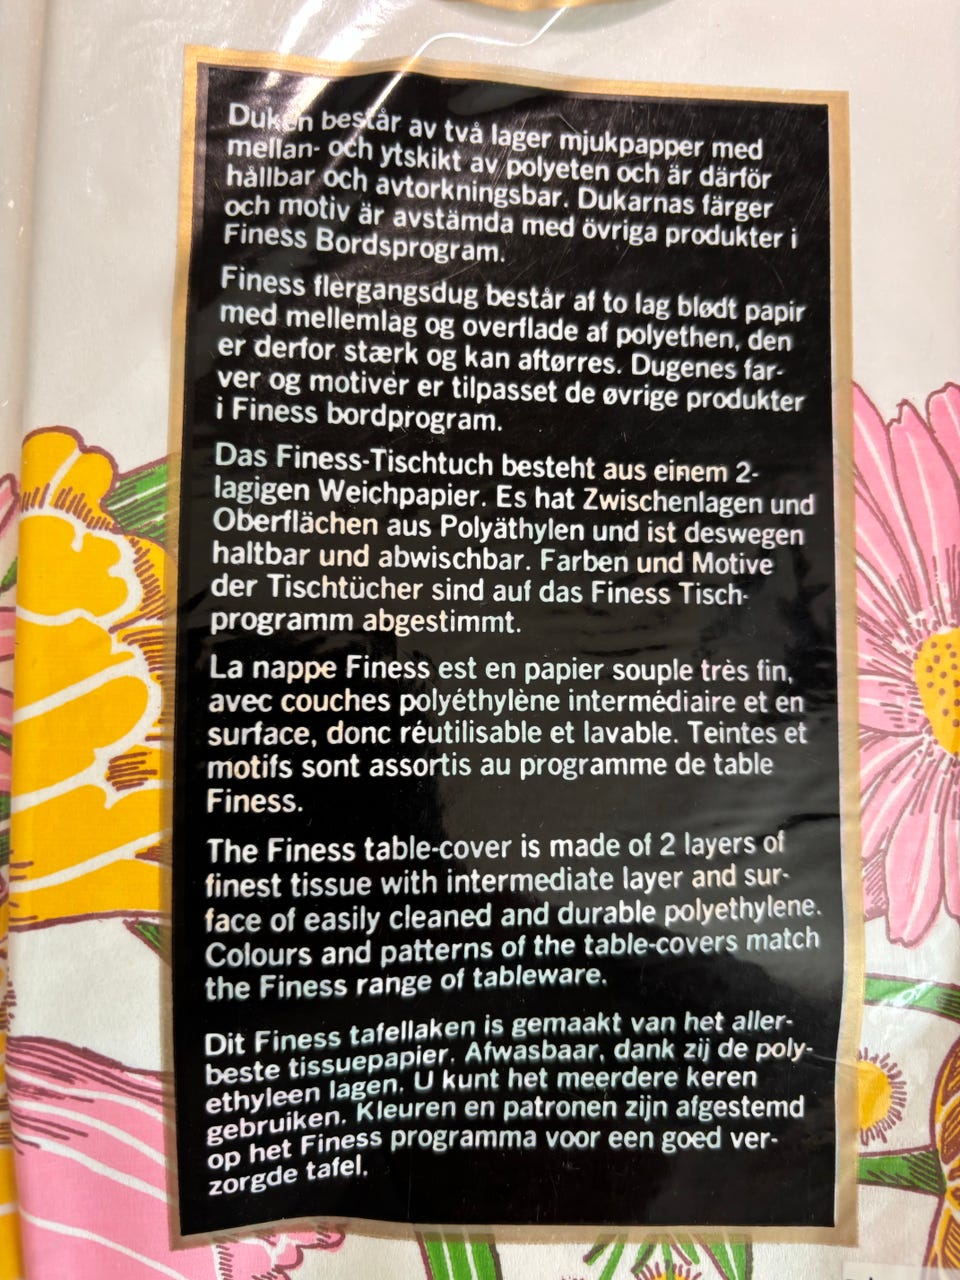 Duken består av två lager mjukpapper med
mellan- och ytskikt av polyeten och är därför
hållbar och avtorkningsbar. Dukarnas färger
och motiv är avstämda med övriga produkter i
Finess Bordsprogram.
Finess flergangsdug består af to lag blødt papir
med mellemlag og overflade af polyethen, den
er derfor stærk og kan aftørres. Dugenes far-
ver og motiver er tilpasset de øvrige produkter
i Finess bordprogram.
Das Finess-Tischtuch besteht aus einem 2-
lagigen Weichpapier. Es hat Zwischenlagen und
Oberflächen aus Polyäthylen und ist deswegen
haltbar und abwischbar. Farben und Motive
der Tischtücher sind auf das Finess Tisch-
programm abgestimmt.
La nappe Finess est en papier souple très fin,
avec couches polyéthylène intermédiaire et en
surface, donc réutilisable et lavable. Teintes et
motifs sont assortis au programme de table
Finess.
The Finess table-cover is made of 2 layers of
finest tissue with intermediate layer and sur-
face of easily cleaned and durable polyethylene.
Colours and patterns of the table-covers match
the Finess range of tableware.
Dit Finess tafellaken is gemaakt van het aller-
beste tissuepapier. Afwasbaar, dank zij de poly-
ethyleen lagen. U kunt het meerdere keren
gebruiken. Kleuren en patronen zijn afgestemd
op het Finess programma voor een goed ver-
zorgde tafel.